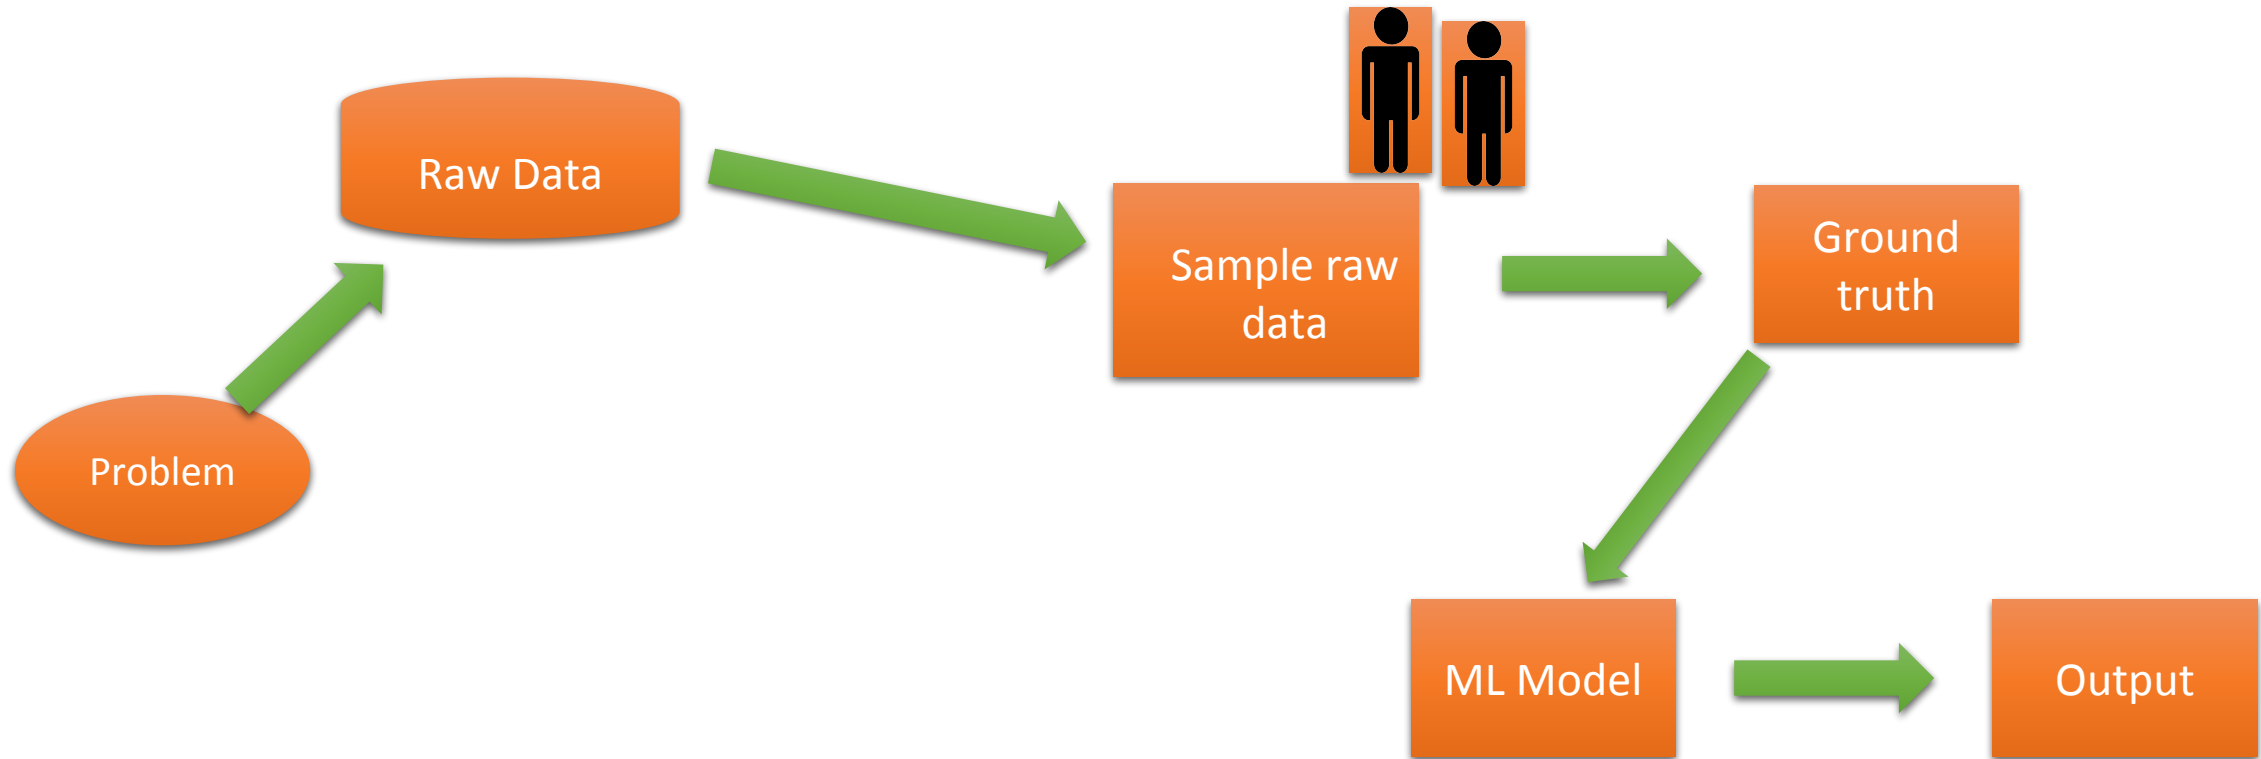 Problem
Raw Data
Sample raw
data
Ground
truth
ML Model
Output